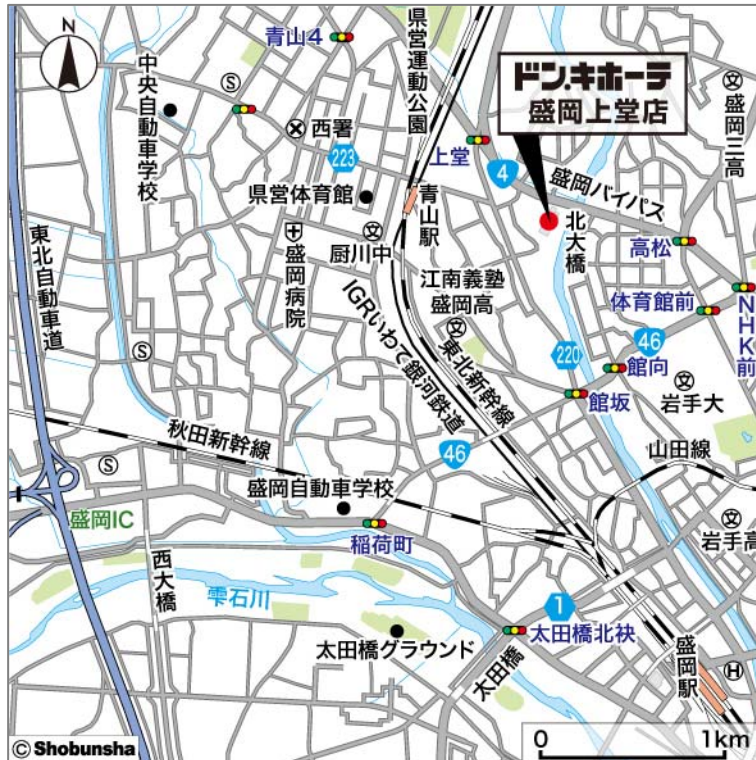 N
青山4
県営運動公園
ドン.キホーテ
盛岡上堂店
中央自動車学校
S
西署
223
上堂
4
盛岡バイパス
文
盛岡三高
県営体育館
青山駅
北大橋
高松
東北自動車道
盛岡病院
文
厨川中
江南義塾
盛岡高
体育館前
NHK前
S
IGRいわて銀河鉄道
文
東北新幹線
220
46
館向
文
岩手大
館坂
秋田新幹線
46
山田線
S
盛岡自動車学校
文
岩手高
盛岡IC
稲荷町
西大橋
雫石川
1
太田橋北袂
太田橋グラウンド
太田橋
盛岡駅
H
© Shobunsha
0
1km